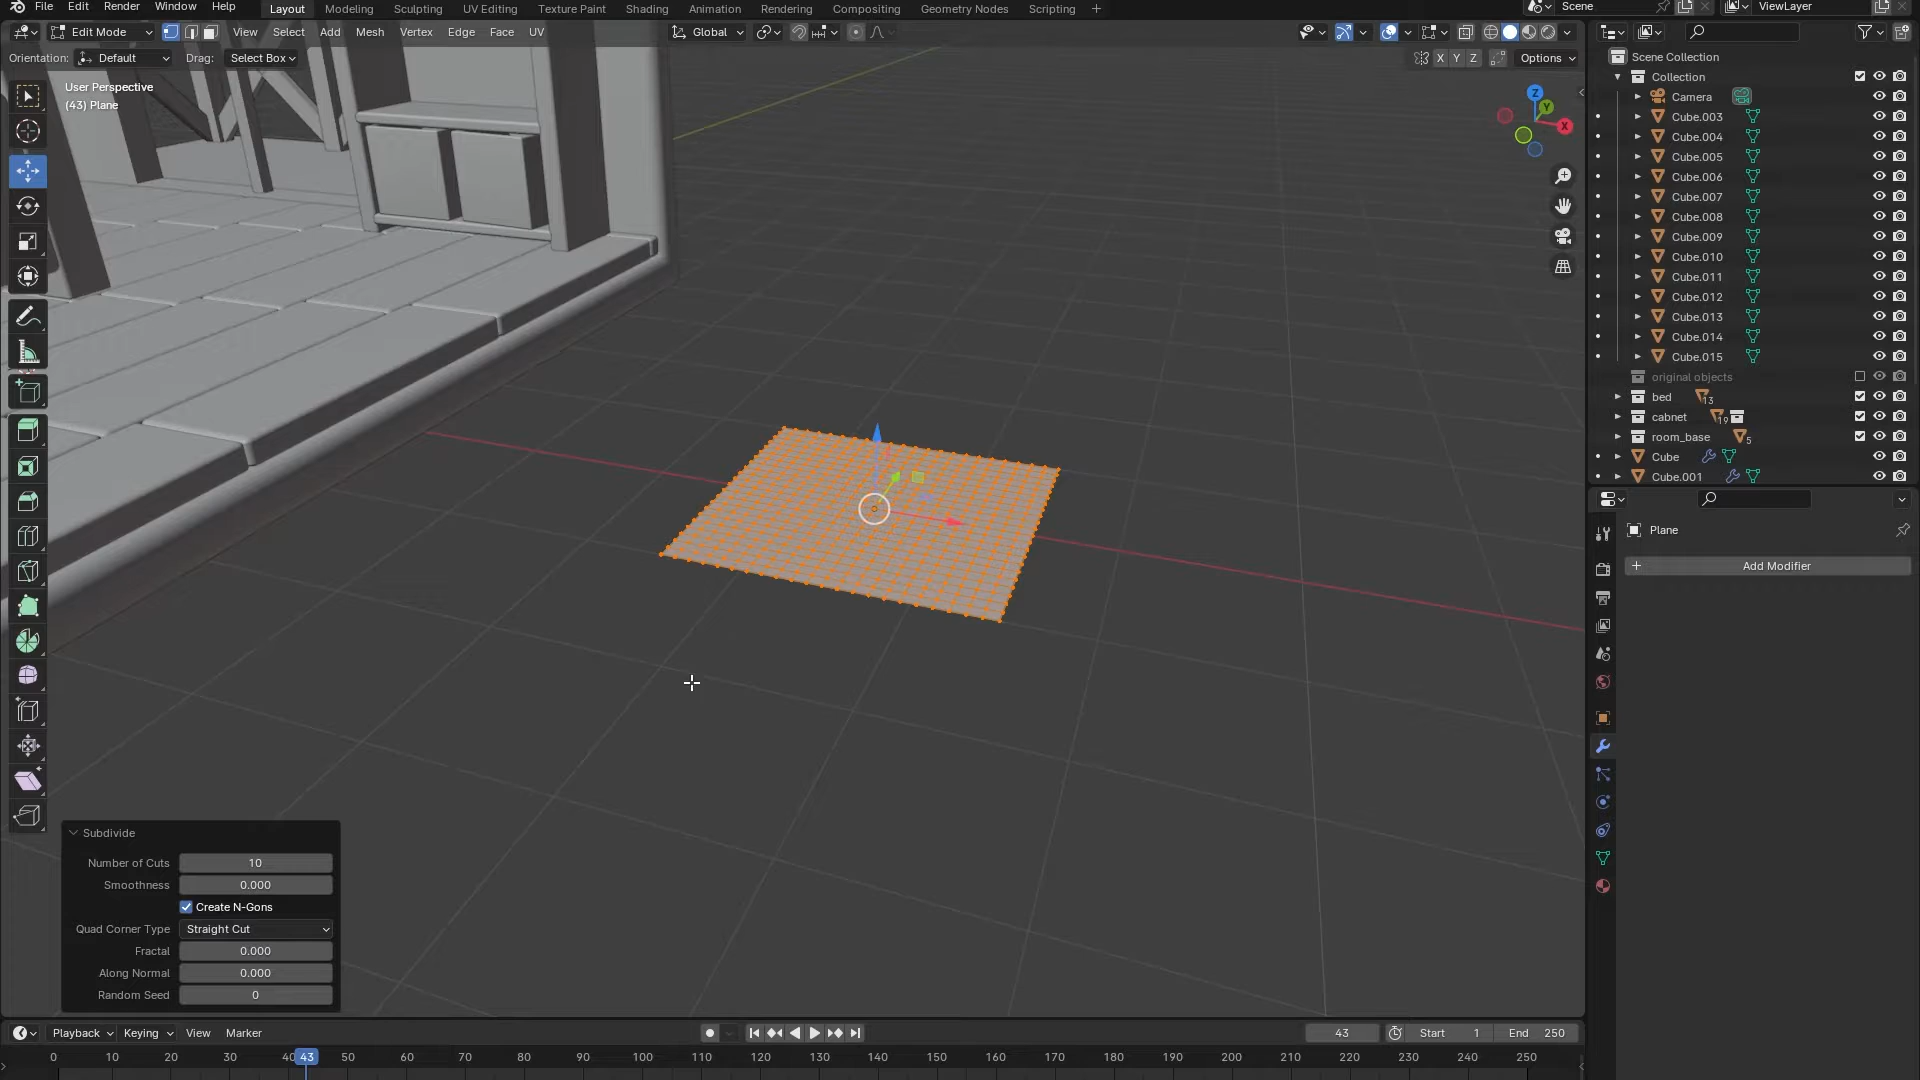 File Edit Render Window Help Layout Modeling Sculpting UV Editing Texture Paint Shading Animation Rendering Compositing Geometry Nodes Scripting + Scene ViewLayer
Edit Mode View Select Add Mesh Vertex Edge Face UV Global
Orientation: Default Drag: Select Box X Y Z Options
User Perspective
(43) Plane
Z
Y
X
Scene Collection
Collection
Camera
Cube.003
Cube.004
Cube.005
Cube.006
Cube.007
Cube.008
Cube.009
Cube.010
Cube.011
Cube.012
Cube.013
Cube.014
Cube.015
original objects
bed 13
cabnet 19
room_base 5
Cube
Cube.001
Plane
+ Add Modifier
Subdivide
Number of Cuts 10
Smoothness 0.000
Create N-Gons
Quad Corner Type Straight Cut
Fractal 0.000
Along Normal 0.000
Random Seed 0
Playback Keying View Marker 43 Start 1 End 250
0 10 20 30 40 43 50 60 70 80 90 100 110 120 130 140 150 160 170 180 190 200 210 220 230 240 250